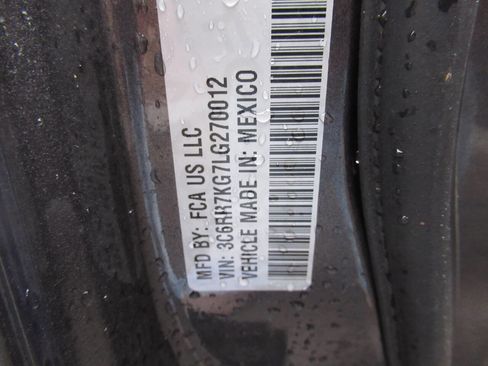 MFD BY: FCA US LLC
VIN: 3C6RR7KG7LG270012
VEHICLE MADE IN: MEXICO